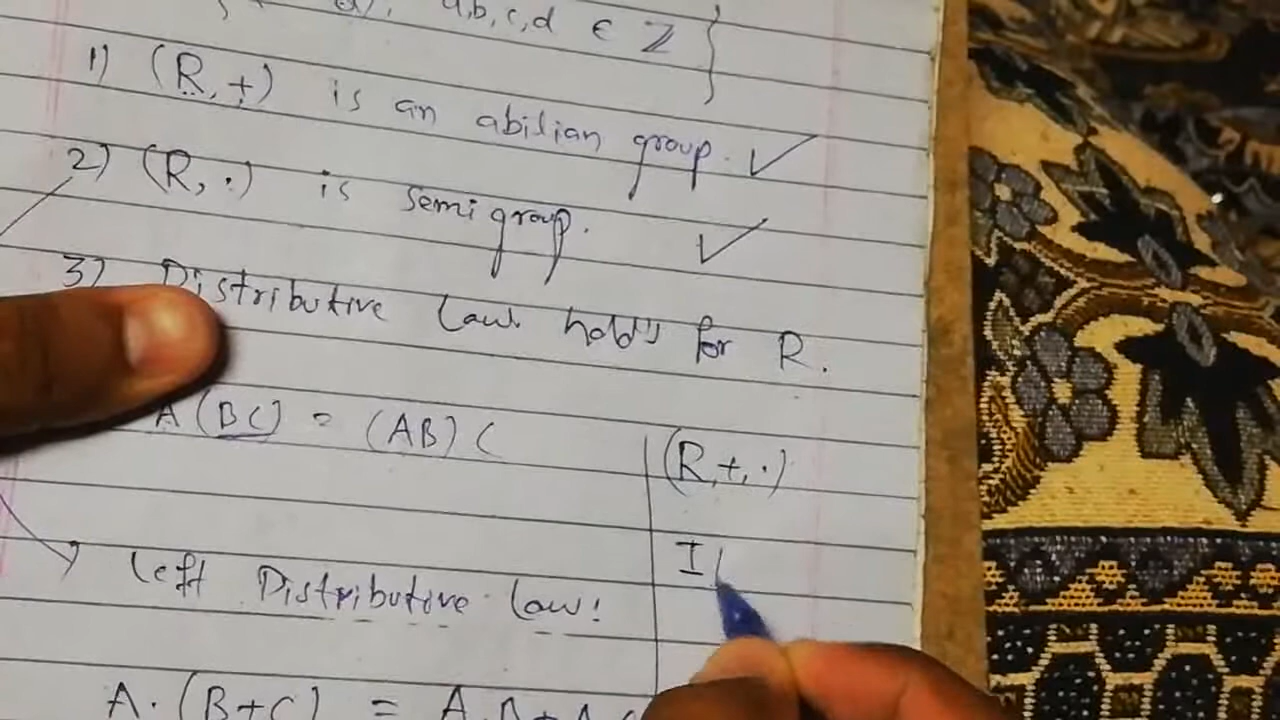 a,b,c,d ∈ Z }
1) (R, +) is an abilian group. ✓
2) (R, ·) is semi group. ✓
3) Distributive Law holds for R.
A (BC) = (AB) C
(R,+,·)
I
Left Distributive Law:
A·(B+C) = A.B+A.C